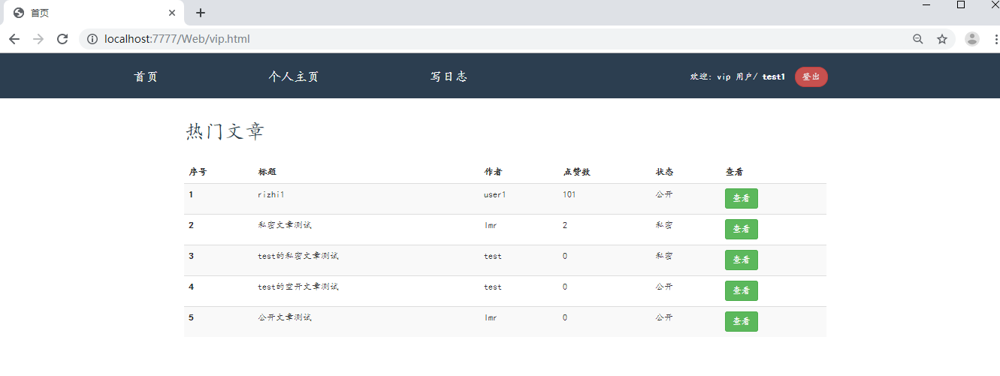 首页
localhost:7777/Web/vip.html
首页 个人主页 写日志 欢迎: vip 用户/ test1 登出
热门文章
序号 标题 作者 点赞数 状态 查看
1 rizhi1 user1 101 公开 查看
2 私密文章测试 lmr 2 私密 查看
3 test的私密文章测试 test 0 私密 查看
4 test的空开文章测试 test 0 公开 查看
5 公开文章测试 lmr 0 公开 查看